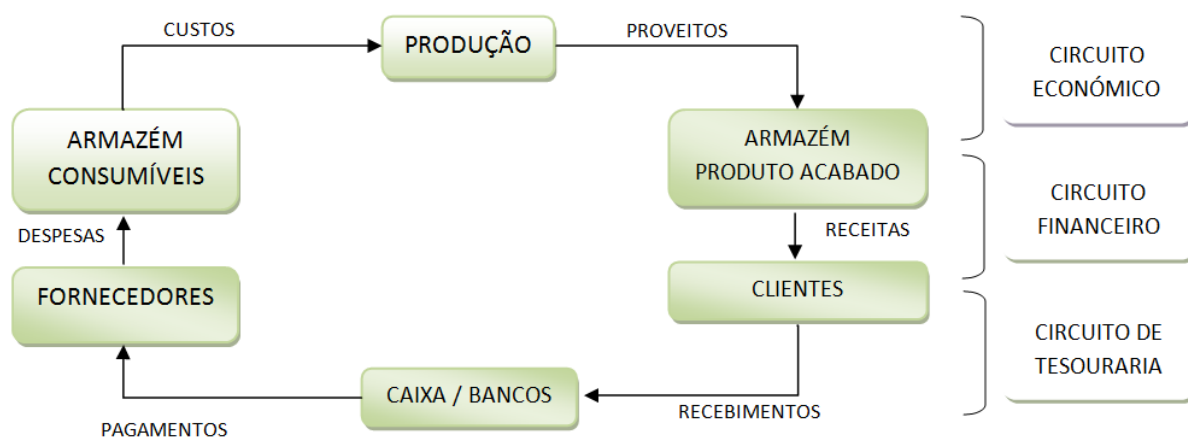 CUSTOS
PRODUÇÃO
PROVEITOS
CIRCUITO
ECONÓMICO
ARMAZÉM
CONSUMÍVEIS
ARMAZÉM
PRODUTO ACABADO
CIRCUITO
FINANCEIRO
DESPESAS
RECEITAS
FORNECEDORES
CLIENTES
CIRCUITO DE
TESOURARIA
CAIXA / BANCOS
RECEBIMENTOS
PAGAMENTOS